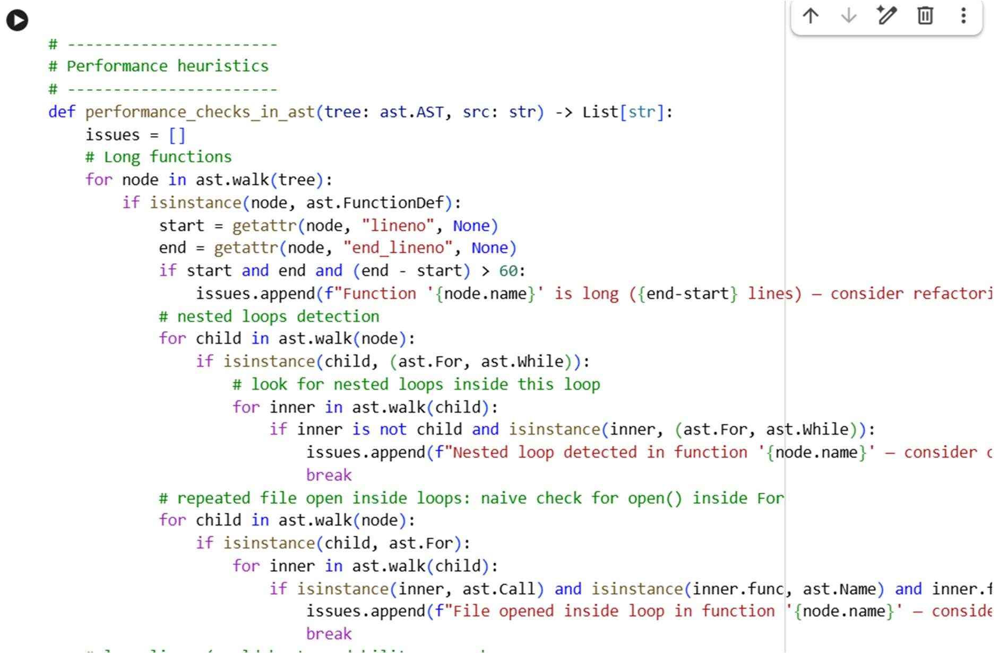 # -----------------------
# Performance heuristics
# -----------------------
def performance_checks_in_ast(tree: ast.AST, src: str) -> List[str]:
    issues = []
    # Long functions
    for node in ast.walk(tree):
        if isinstance(node, ast.FunctionDef):
            start = getattr(node, "lineno", None)
            end = getattr(node, "end_lineno", None)
            if start and end and (end - start) > 60:
                issues.append(f"Function '{node.name}' is long ({end-start} lines) — consider
            # nested loops detection
            for child in ast.walk(node):
                if isinstance(child, (ast.For, ast.While)):
                    # look for nested loops inside this loop
                    for inner in ast.walk(child):
                        if inner is not child and isinstance(inner, (ast.For, ast.While)):
                            issues.append(f"Nested loop detected in function '{node.name}' — consider
                            break
            # repeated file open inside loops: naive check for open() inside For
            for child in ast.walk(node):
                if isinstance(child, ast.For):
                    for inner in ast.walk(child):
                        if isinstance(inner, ast.Call) and isinstance(inner.func, ast.Name) and
                            issues.append(f"File opened inside loop in function '{node.name}' —
                            break